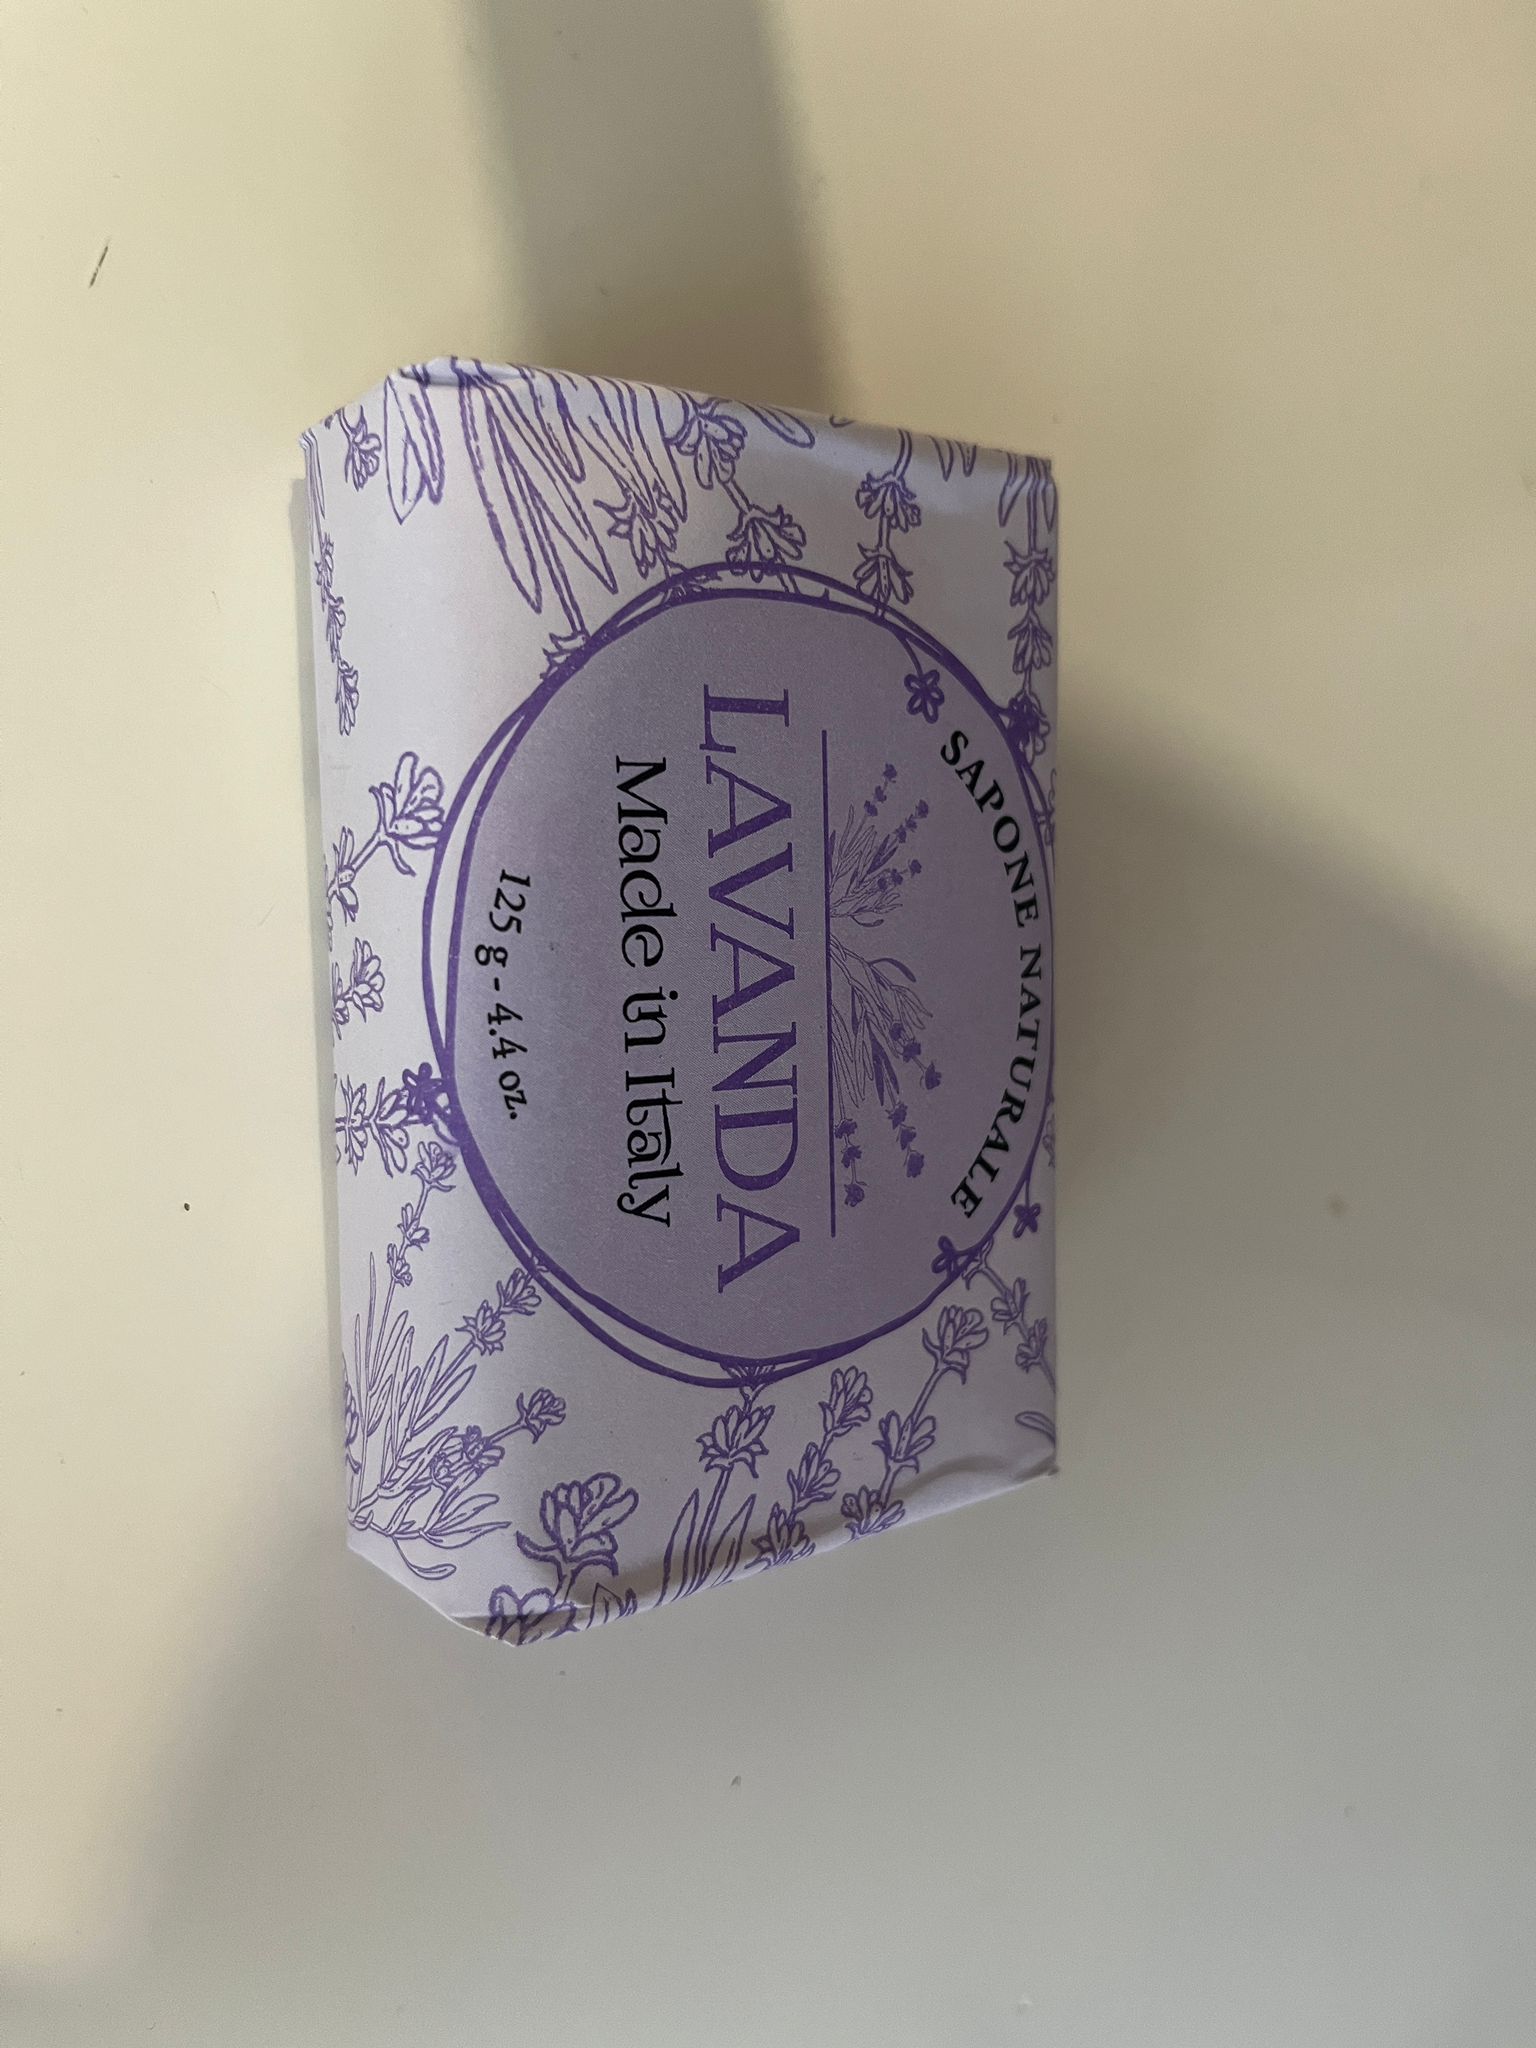 SAPONE NATURALE
LAVANDA
Made in Italy
125 g - 4.4 oz.